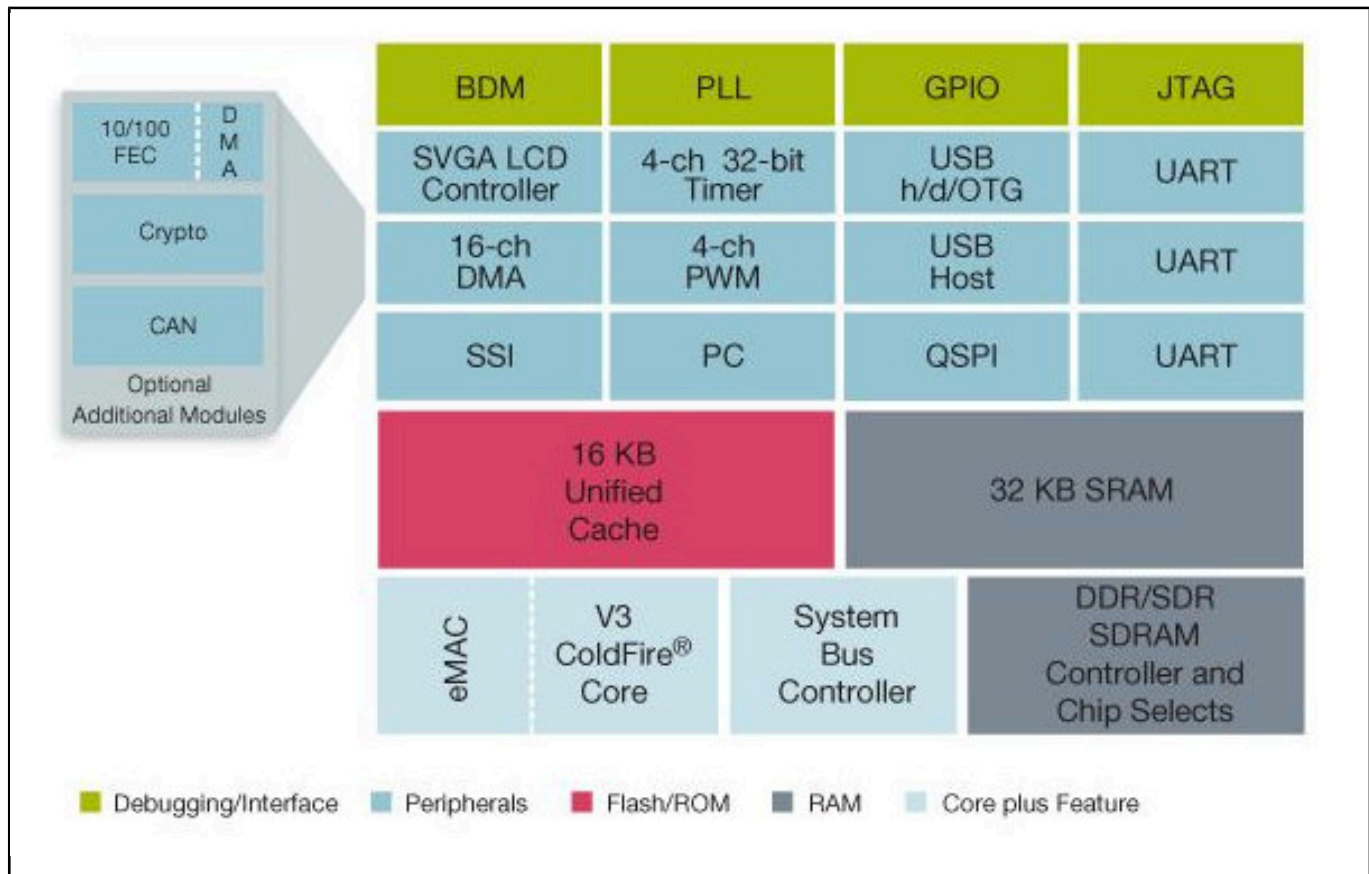 BDM
PLL
GPIO
JTAG
10/100
FEC
D
M
A
Crypto
CAN
Optional
Additional Modules
SVGA LCD
Controller
4-ch 32-bit
Timer
USB
h/d/OTG
UART
16-ch
DMA
4-ch
PWM
USB
Host
UART
SSI
PC
QSPI
UART
16 KB
Unified
Cache
32 KB SRAM
eMAC
V3
ColdFire®
Core
System
Bus
Controller
DDR/SDR
SDRAM
Controller and
Chip Selects
Debugging/Interface
Peripherals
Flash/ROM
RAM
Core plus Feature